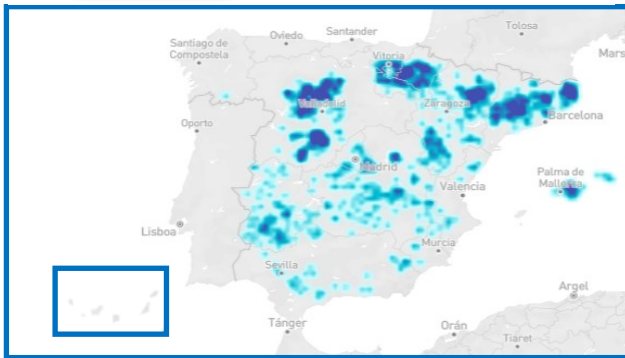 Tolosa
Santander
Oviedo
Santiago de
Compostela
Vitoria
Mars
Valladolid
Zaragoza
Barcelona
Oporto
Madrid
Palma de
Mallorca
Valencia
Lisboa
Murcia
Sevilla
Argel
Tánger
Orán
Tiaret